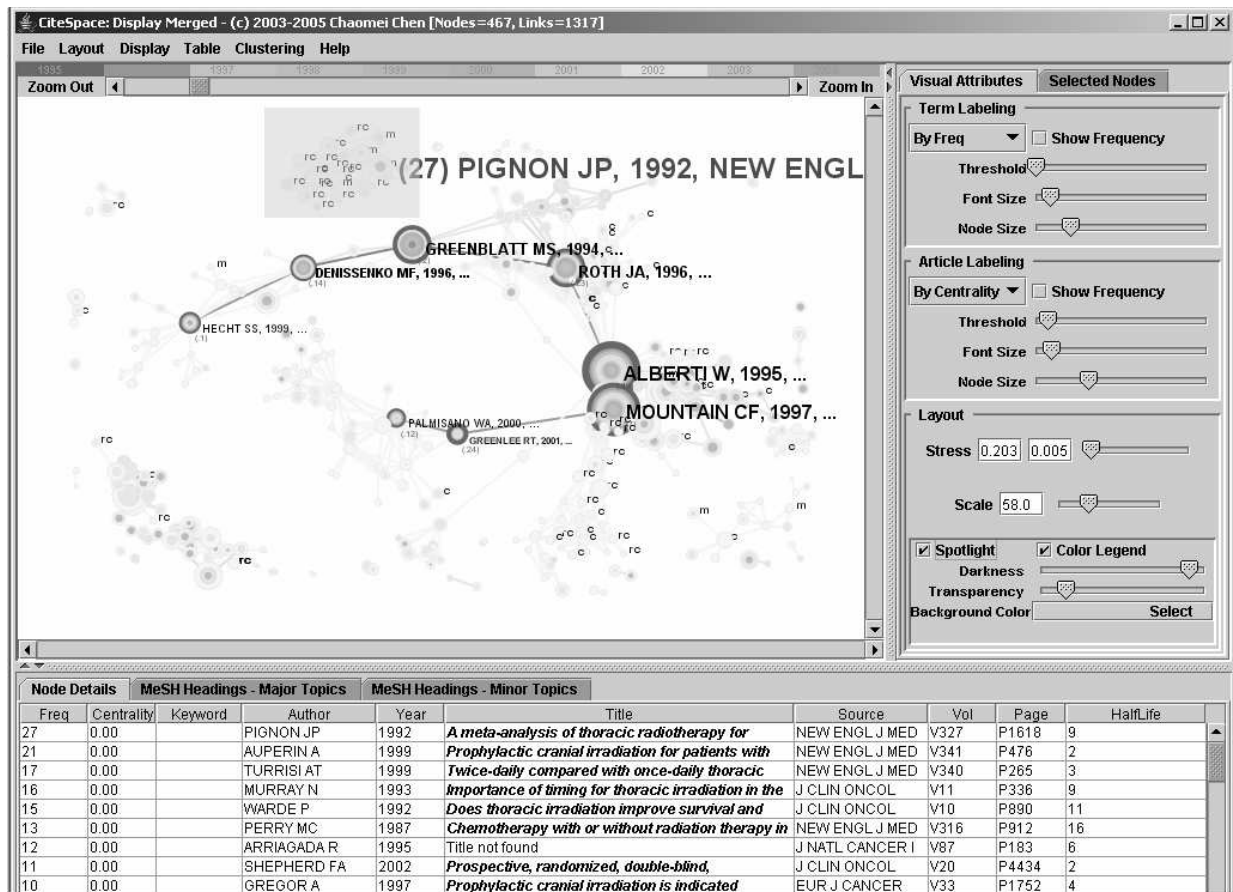 CiteSpace: Display Merged - (c) 2003-2005 Chaomei Chen [Nodes=467, Links=1317]
File Layout Display Table Clustering Help
1995 1997 1998 1999 2000 2001 2002 2003
Zoom Out Zoom In
(27) PIGNON JP, 1992, NEW ENGL
GREENBLATT MS, 1994, ...
DENISSENKO MF, 1996, ...
(.14)
ROTH JA, 1996, ...
HECHT SS, 1999, ...
(.1)
ALBERTI W, 1995, ...
MOUNTAIN CF, 1997, ...
PALMISANO WA, 2000, ...
(.12)
GREENLEE RT, 2001, ...
(.24)
Visual Attributes Selected Nodes
Term Labeling
By Freq Show Frequency
Threshold
Font Size
Node Size
Article Labeling
By Centrality Show Frequency
Threshold
Font Size
Node Size
Layout
Stress 0.203 0.005
Scale 58.0
Spotlight Color Legend
Darkness
Transparency
Background Color Select
Node Details MeSH Headings - Major Topics MeSH Headings - Minor Topics
Freq Centrality Keyword Author Year Title Source Vol Page HalfLife
27 0.00 PIGNON JP 1992 A meta-analysis of thoracic radiotherapy for NEW ENGL J MED V327 P1618 9
21 0.00 AUPERIN A 1999 Prophylactic cranial irradiation for patients with NEW ENGL J MED V341 P476 2
17 0.00 TURRISI AT 1999 Twice-daily compared with once-daily thoracic NEW ENGL J MED V340 P265 3
16 0.00 MURRAY N 1993 Importance of timing for thoracic irradiation in the J CLIN ONCOL V11 P336 9
15 0.00 WARDE P 1992 Does thoracic irradiation improve survival and J CLIN ONCOL V10 P890 11
13 0.00 PERRY MC 1987 Chemotherapy with or without radiation therapy in NEW ENGL J MED V316 P912 16
12 0.00 ARRIAGADA R 1995 Title not found J NATL CANCER I V87 P183 6
11 0.00 SHEPHERD FA 2002 Prospective, randomized, double-blind, J CLIN ONCOL V20 P4434 2
10 0.00 GREGOR A 1997 Prophylactic cranial irradiation is indicated EUR J CANCER V33 P1752 4